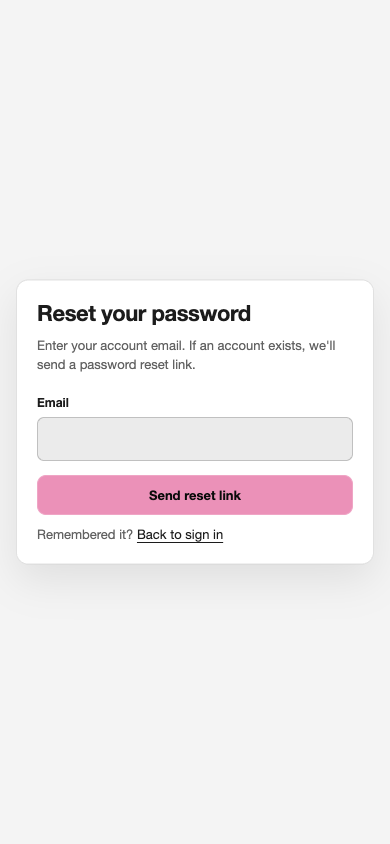 Reset your password
Enter your account email. If an account exists, we'll
send a password reset link.
Email
Send reset link
Remembered it? Back to sign in